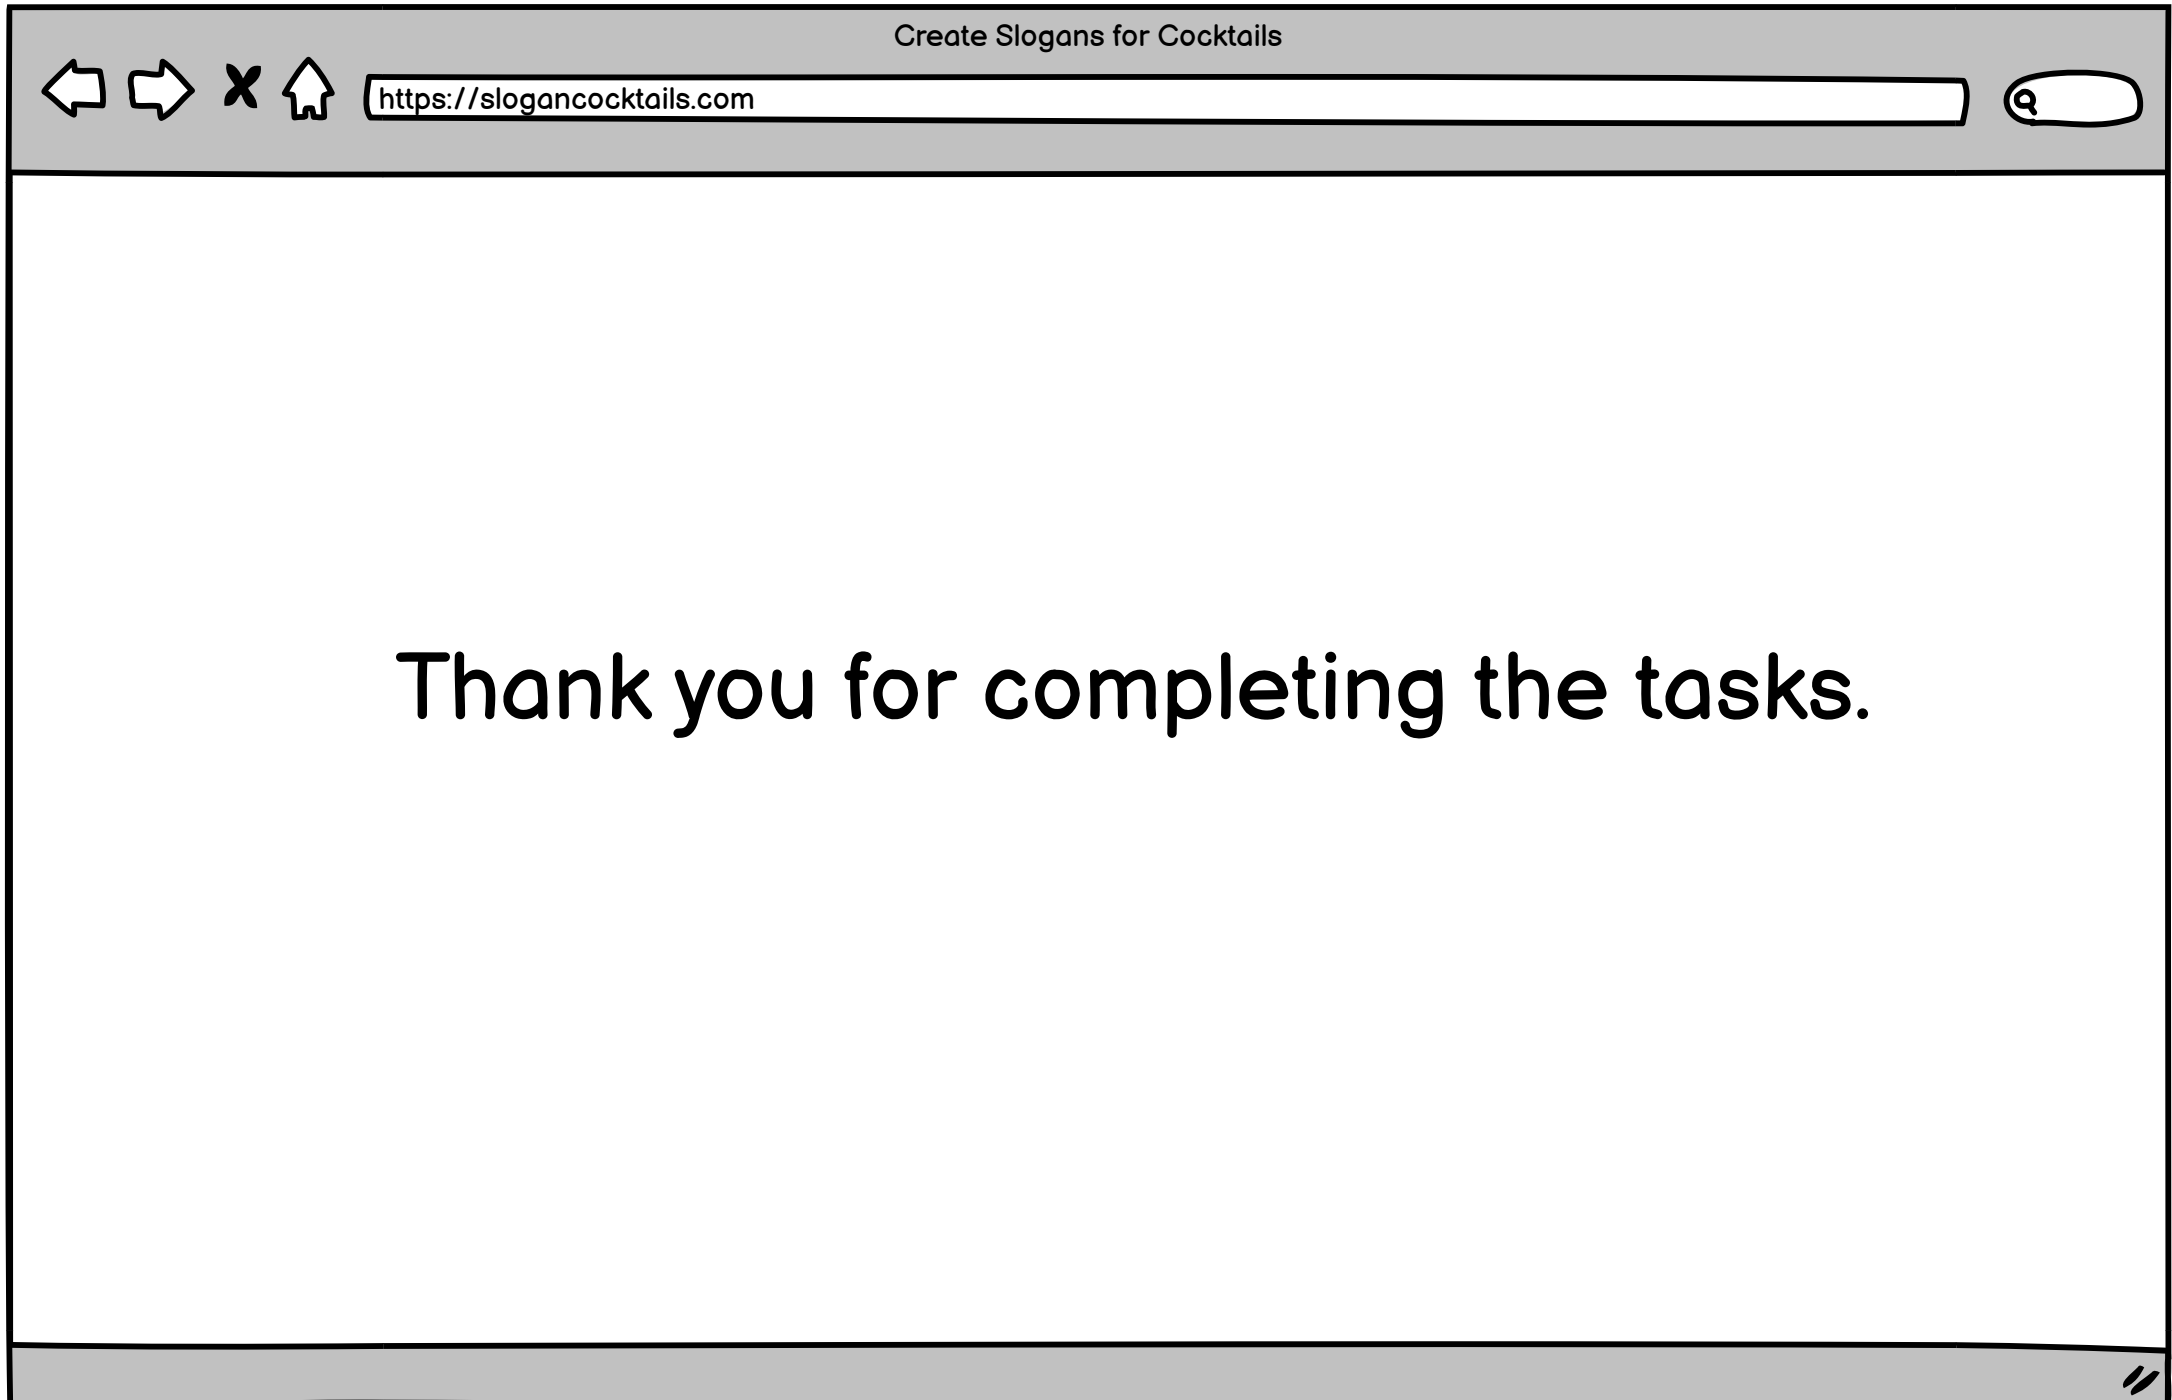 Create Slogans for Cocktails
https://slogancocktails.com
Thank you for completing the tasks.